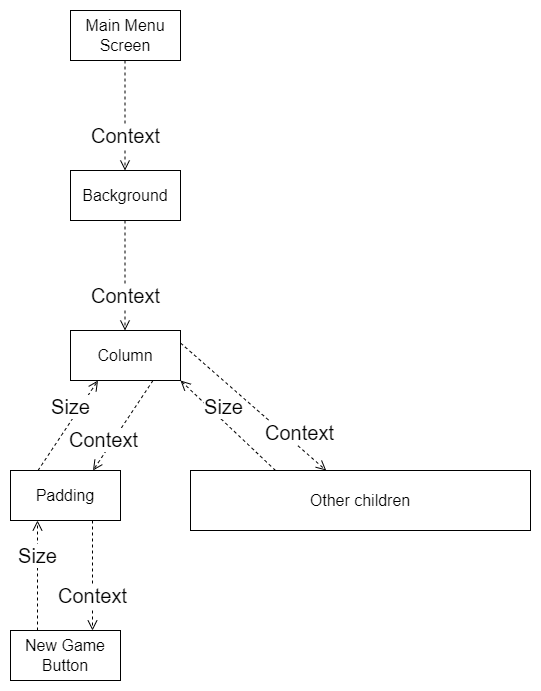 Main Menu
Screen
Context
Background
Context
Column
Size
Size
Context
Context
Padding
Other children
Size
Context
New Game
Button